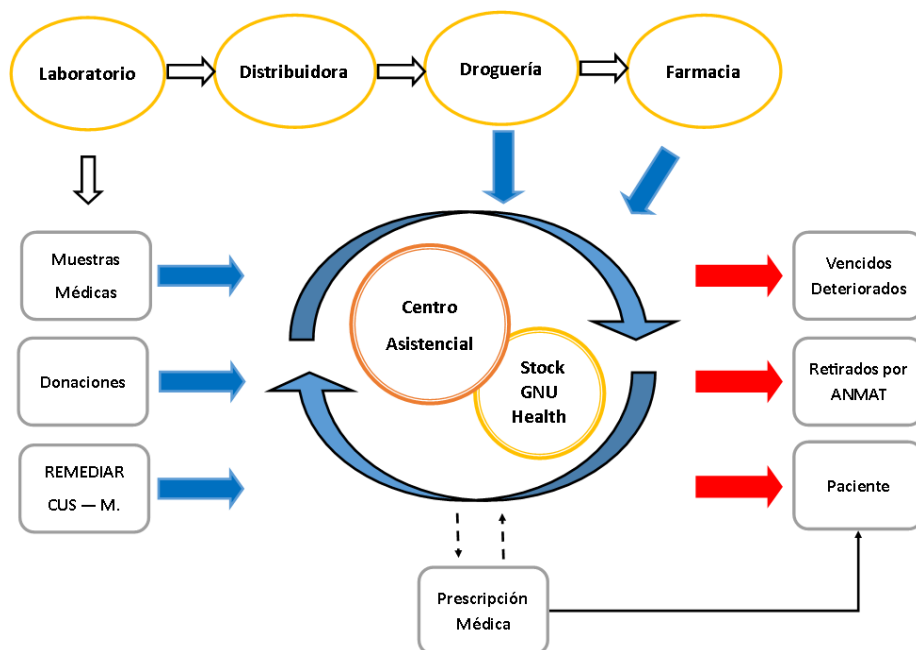 Laboratorio
Distribuidora
Droguería
Farmacia
Muestras
Médicas
Donaciones
REMEDIAR
CUS — M.
Centro
Asistencial
Stock
GNU
Health
Vencidos
Deteriorados
Retirados por
ANMAT
Paciente
Prescripción
Médica